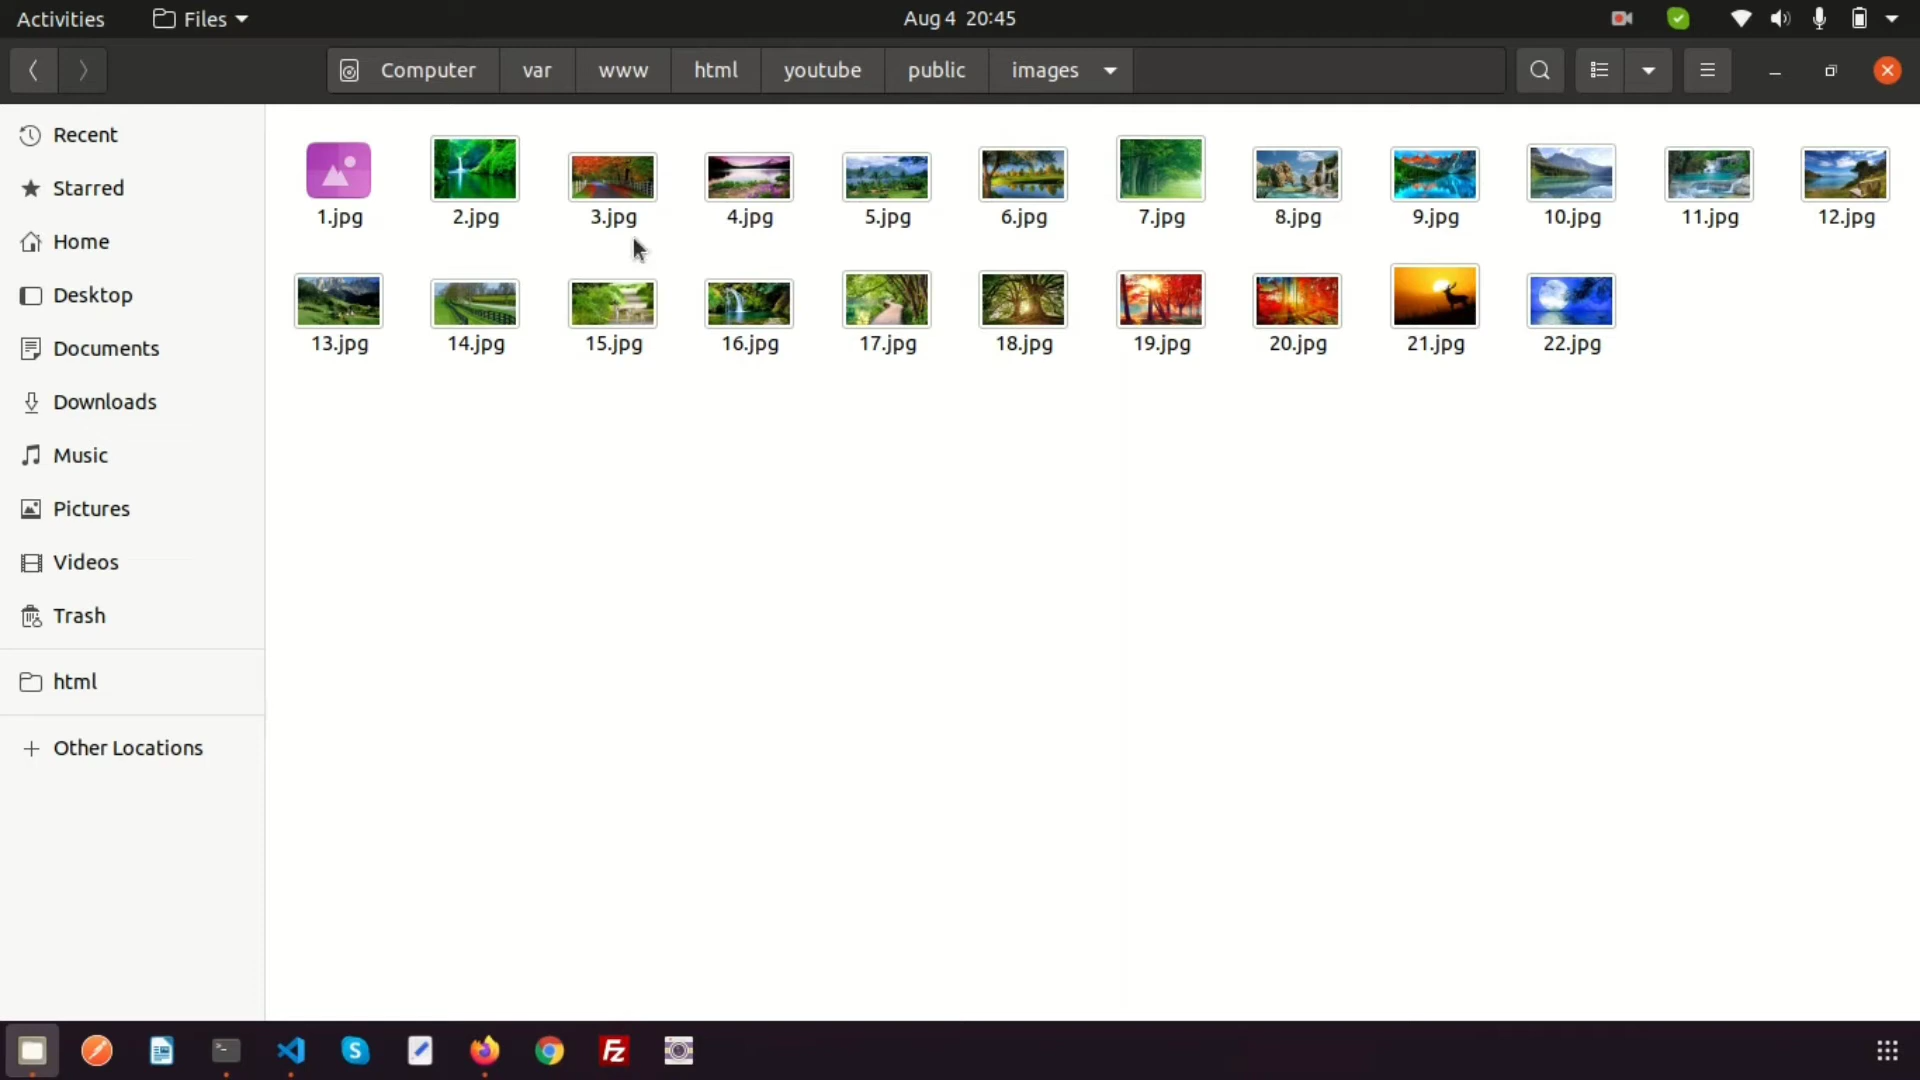 Activities Files Aug 4 20:45
Computer var www html youtube public images
Recent
Starred
Home
Desktop
Documents
Downloads
Music
Pictures
Videos
Trash
html
Other Locations
1.jpg 2.jpg 3.jpg 4.jpg 5.jpg 6.jpg 7.jpg 8.jpg 9.jpg 10.jpg 11.jpg 12.jpg
13.jpg 14.jpg 15.jpg 16.jpg 17.jpg 18.jpg 19.jpg 20.jpg 21.jpg 22.jpg
>_ S Fz